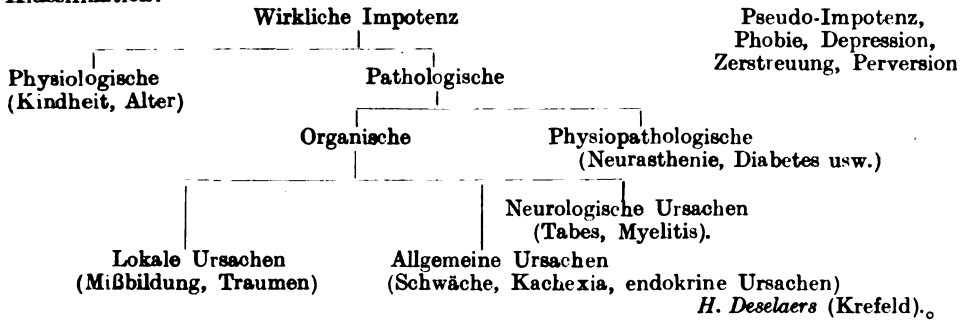 Wirkliche Impotenz
Pseudo-Impotenz,
Phobie, Depression,
Zerstreuung, Perversion
Physiologische
(Kindheit, Alter)
Pathologische
Organische
Physiopathologische
(Neurasthenie, Diabetes usw.)
Neurologische Ursachen
(Tabes, Myelitis).
Lokale Ursachen
(Mißbildung, Traumen)
Allgemeine Ursachen
(Schwäche, Kachexia, endokrine Ursachen)
H. Deselaers (Krefeld).